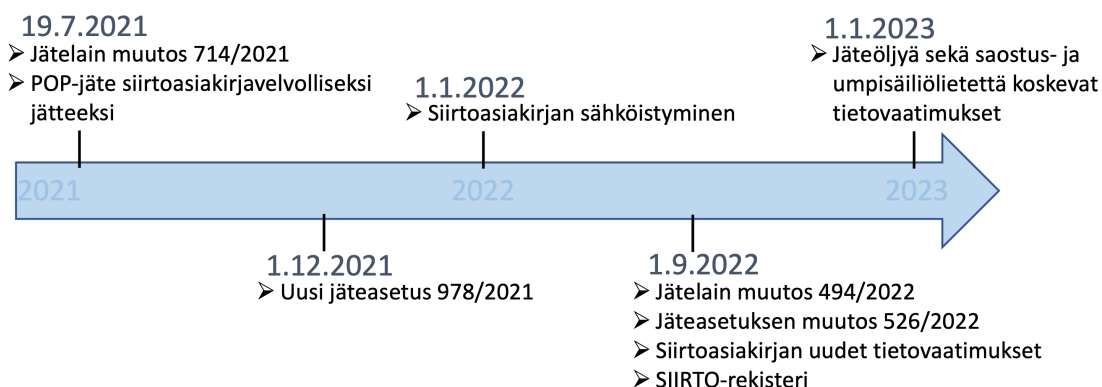 19.7.2021
➢ Jätelain muutos 714/2021
➢ POP-jäte siirtoasiakirjavelvolliseksi
jätteeksi
1.1.2022
➢ Siirtoasiakirjan sähköistyminen
1.1.2023
➢ Jäteöljyä sekä saostus- ja
umpisäiliölietettä koskevat
tietovaatimukset
2021
2022
2023
1.12.2021
➢ Uusi jäteasetus 978/2021
1.9.2022
➢ Jätelain muutos 494/2022
➢ Jäteasetuksen muutos 526/2022
➢ Siirtoasiakirjan uudet tietovaatimukset
➢ SIIRTO-rekisteri